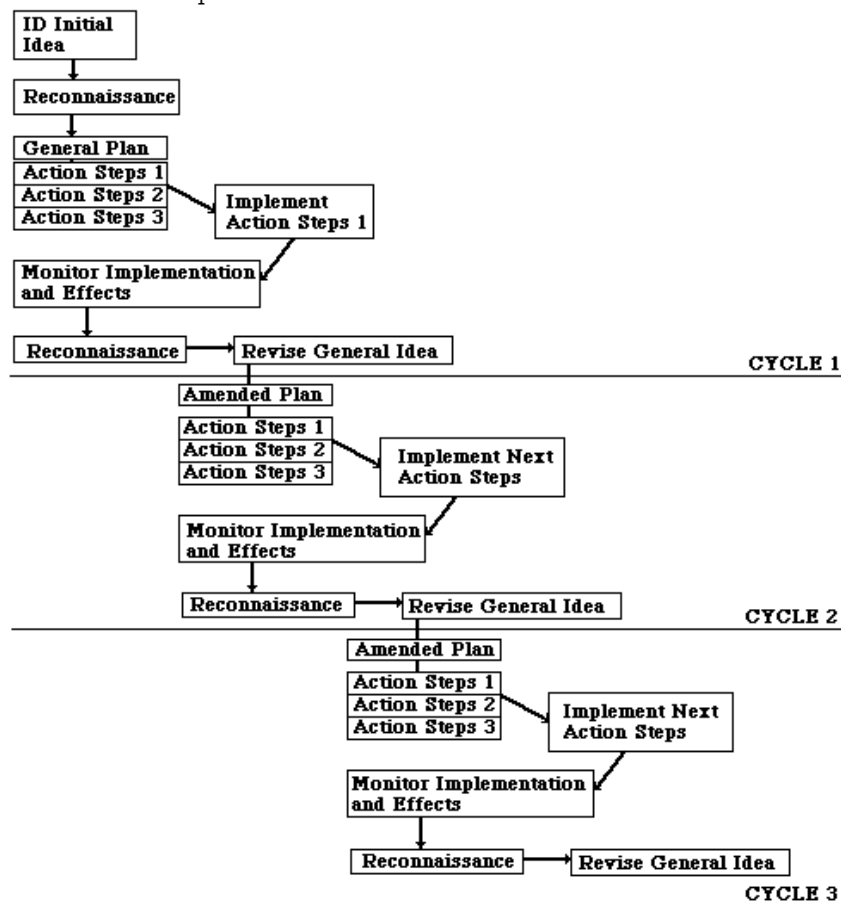 ID Initial
Idea
Reconnaissance
General Plan
Action Steps 1
Action Steps 2
Action Steps 3
Implement
Action Steps 1
Monitor Implementation
and Effects
Reconnaissance
Revise General Idea
CYCLE 1
Amended Plan
Action Steps 1
Action Steps 2
Action Steps 3
Implement Next
Action Steps
Monitor Implementation
and Effects
Reconnaissance
Revise General Idea
CYCLE 2
Amended Plan
Action Steps 1
Action Steps 2
Action Steps 3
Implement Next
Action Steps
Monitor Implementation
and Effects
Reconnaissance
Revise General Idea
CYCLE 3